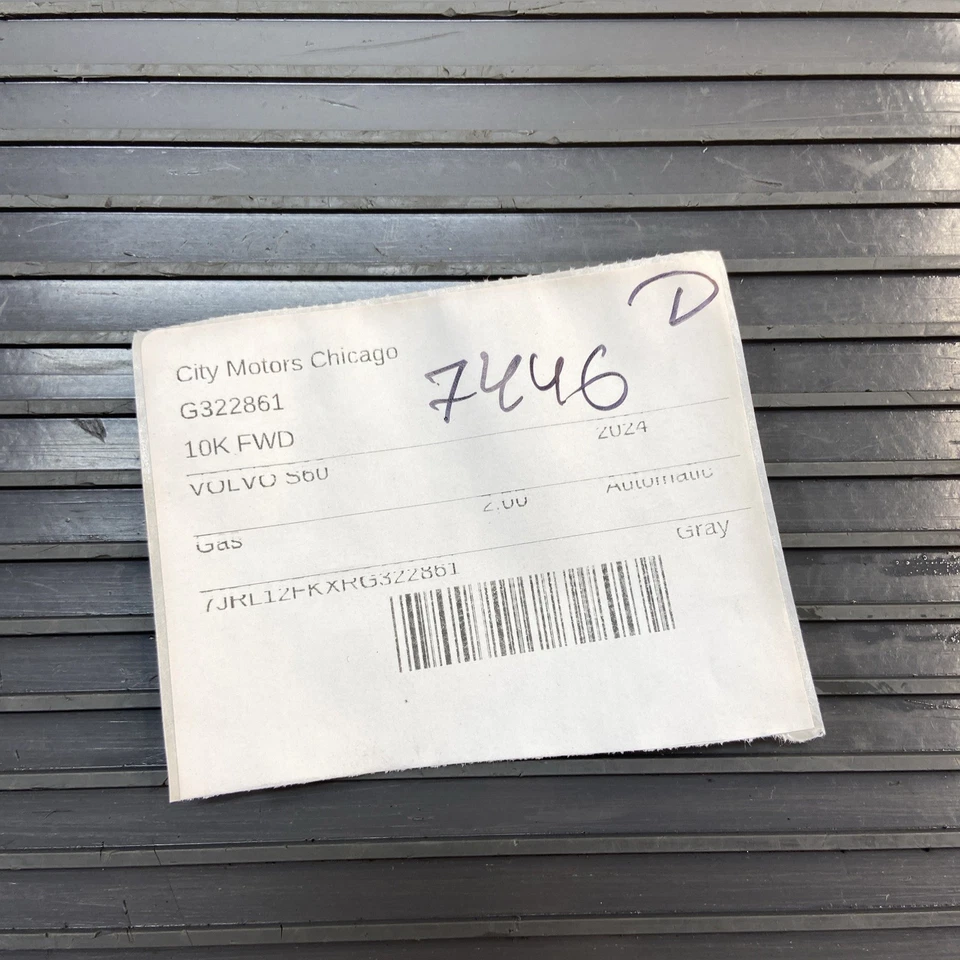 D
City Motors Chicago
7446
G322861
10K FWD
2024
VOLVO S60
2.00 Automatic
Gas
Gray
7JRL12FKXRG322861